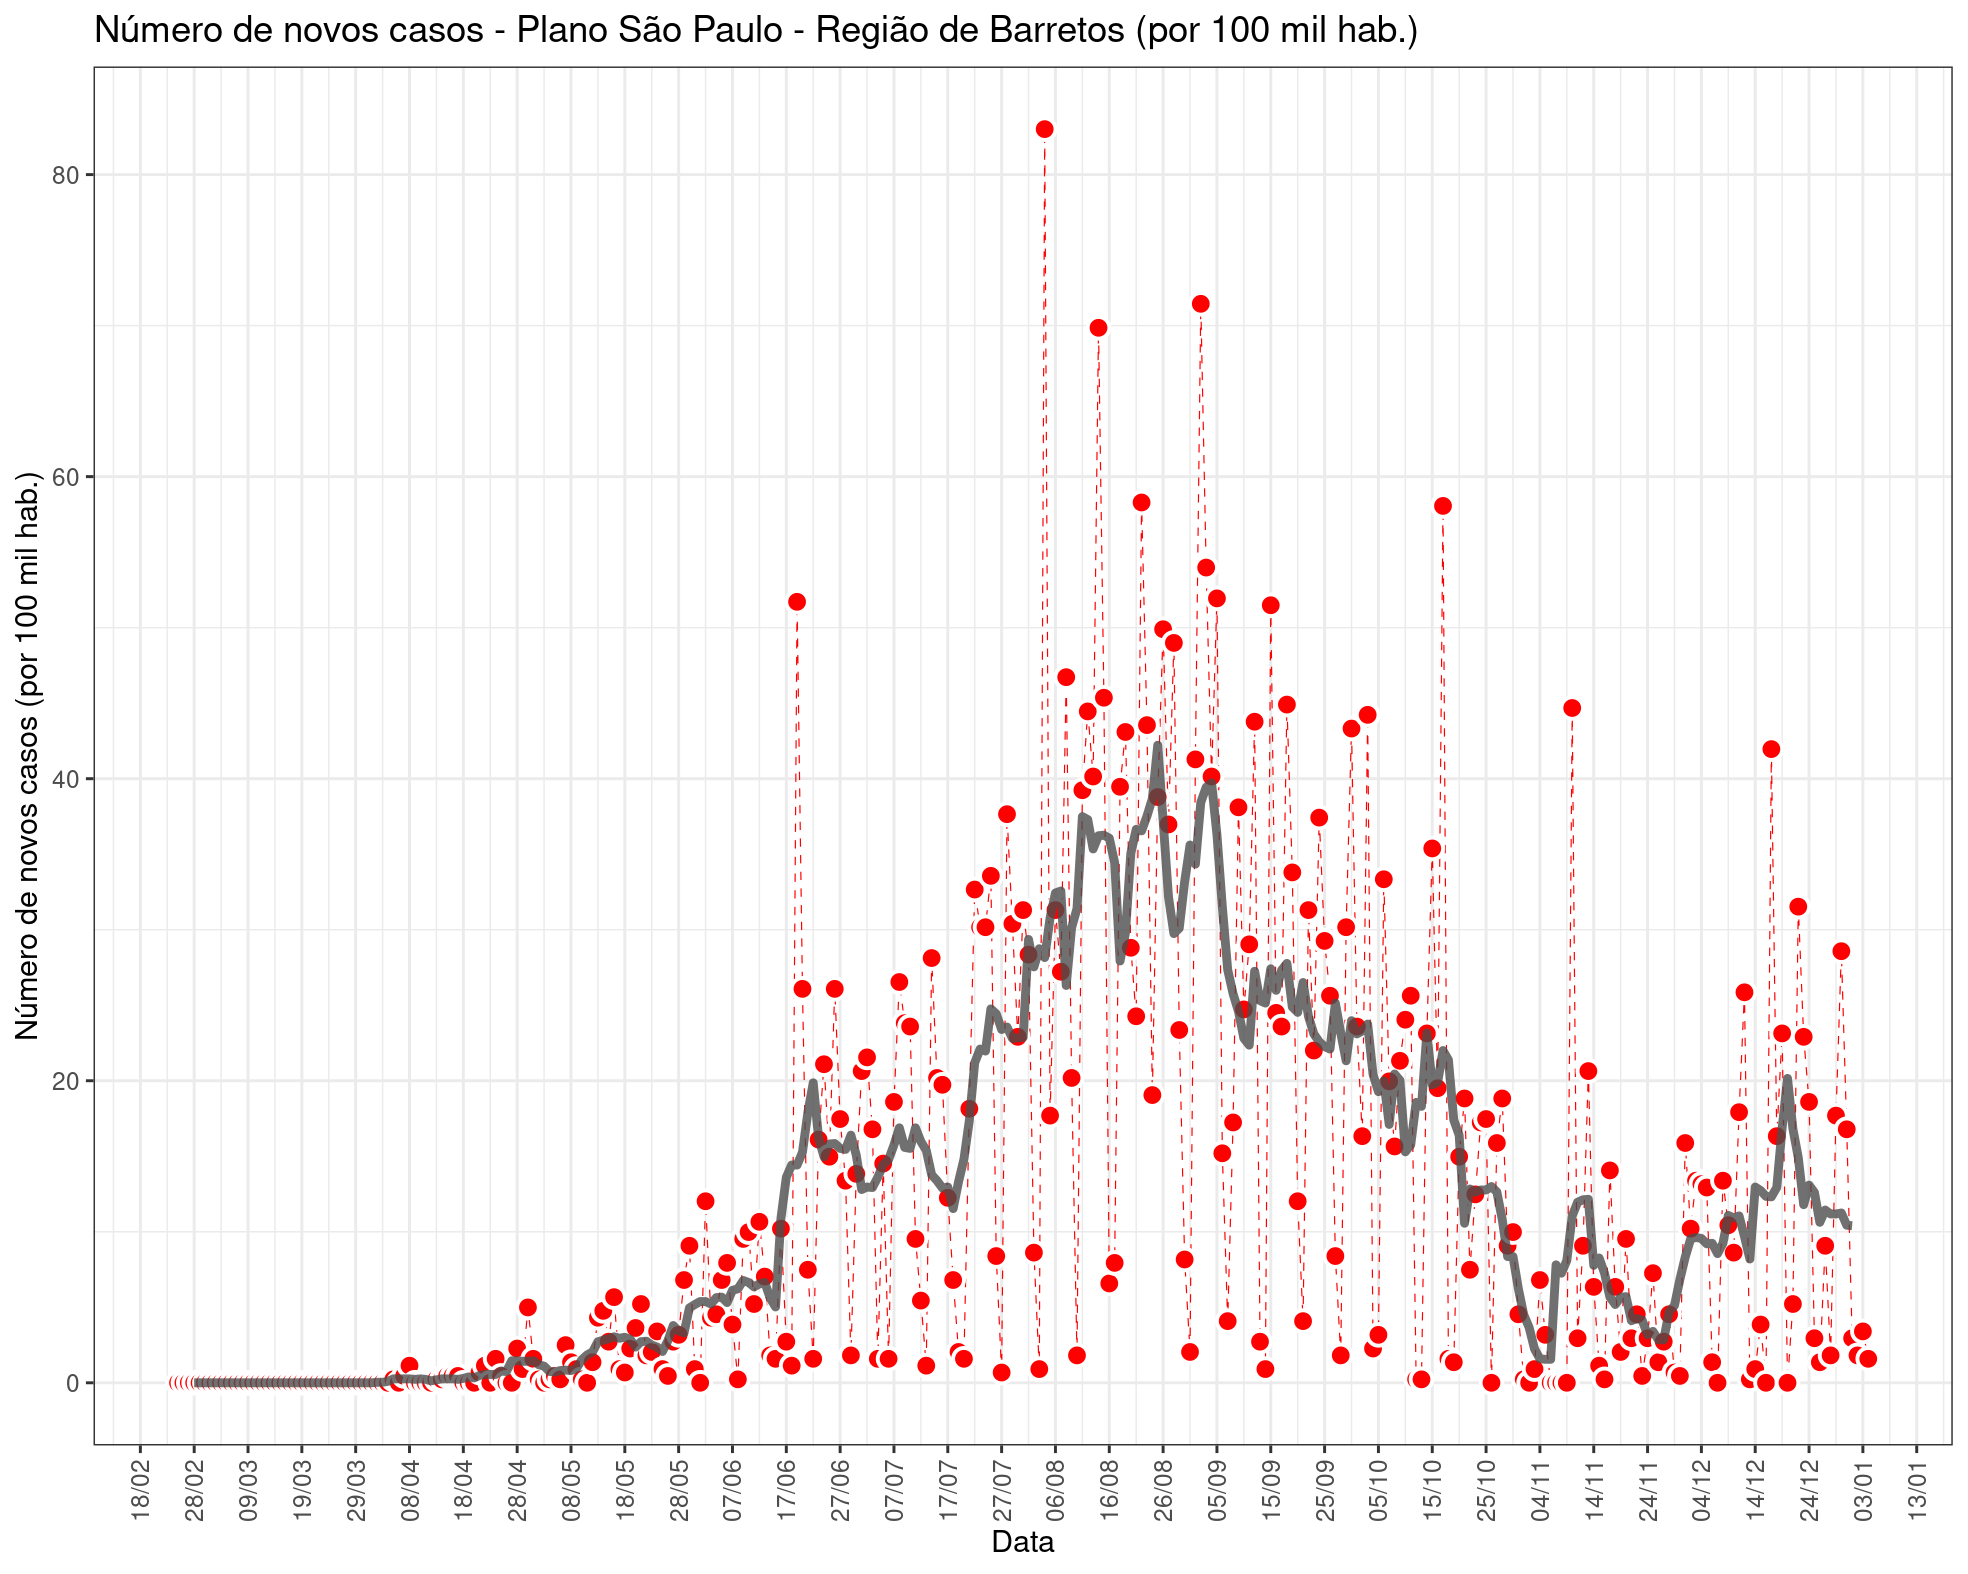 Número de novos casos - Plano São Paulo - Região de Barretos (por 100 mil hab.)
Número de novos casos (por 100 mil hab.)
80
60
40
20
0
18/02 28/02 09/03 19/03 29/03 08/04 18/04 28/04 08/05 18/05 28/05 07/06 17/06 27/06 07/07 17/07 27/07 06/08 16/08 26/08 05/09 15/09 25/09 05/10 15/10 25/10 04/11 14/11 24/11 04/12 14/12 24/12 03/01 13/01
Data